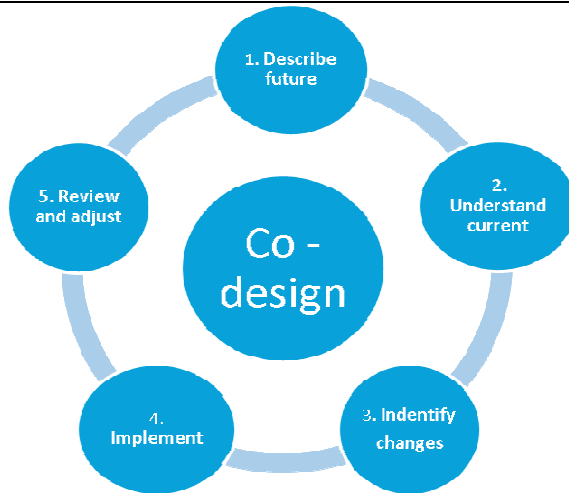 1. Describe
future
2.
Understand
current
3. Indentify
changes
4.
Implement
5. Review
and adjust
Co -
design